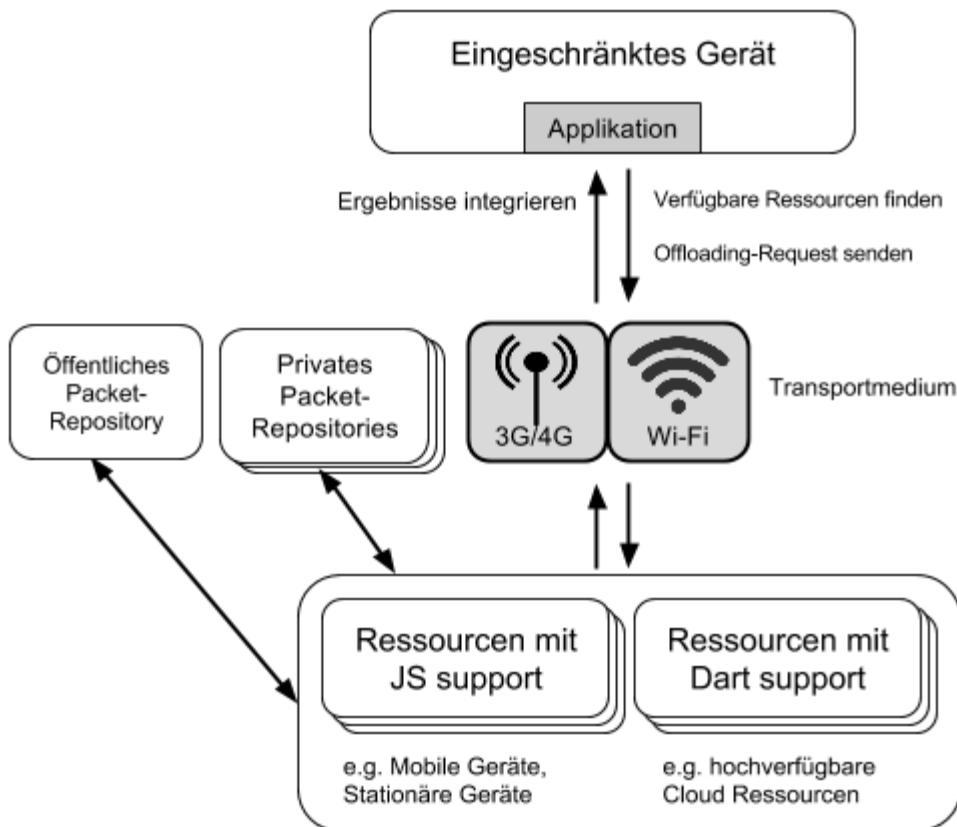 Eingeschränktes Gerät
Applikation
Ergebnisse integrieren
Verfügbare Ressourcen finden
Offloading-Request senden
Öffentliches
Packet-
Repository
Privates
Packet-
Repositories
3G/4G
Wi-Fi
Transportmedium
Ressourcen mit
JS support
Ressourcen mit
Dart support
e.g. Mobile Geräte,
Stationäre Geräte
e.g. hochverfügbare
Cloud Ressourcen